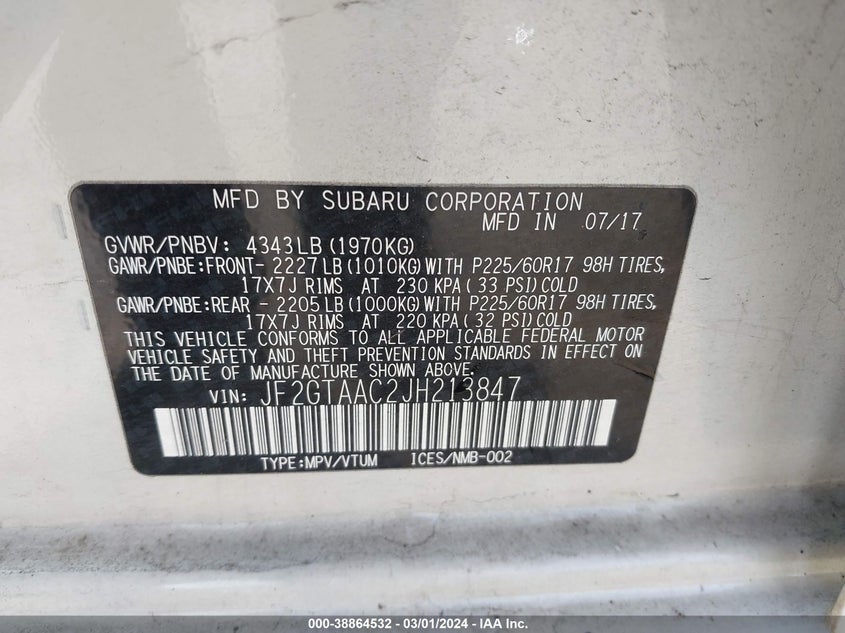 MFD BY SUBARU CORPORATION
MFD IN 07/17
GVWR/PNBV: 4343LB (1970KG)
GAWR/PNBE:FRONT- 2227LB(1010KG)WITH P225/60R17 98H TIRES,
17X7J RIMS AT 230 KPA(33 PSI)COLD
GAWR/PNBE:REAR - 2205LB(1000KG)WITH P225/60R17 98H TIRES,
17X7J RIMS AT 220 KPA(32 PSI)COLD
THIS VEHICLE CONFORMS TO ALL APPLICABLE FEDERAL MOTOR
VEHICLE SAFETY AND THEFT PREVENTION STANDARDS IN EFFECT ON
THE DATE OF MANUFACTURE SHOWN ABOVE.
VIN: JF2GTAAC2JH213847
TYPE:MPV/VTUM ICES/NMB-002
000-38864532 - 03/01/2024 - IAA Inc.